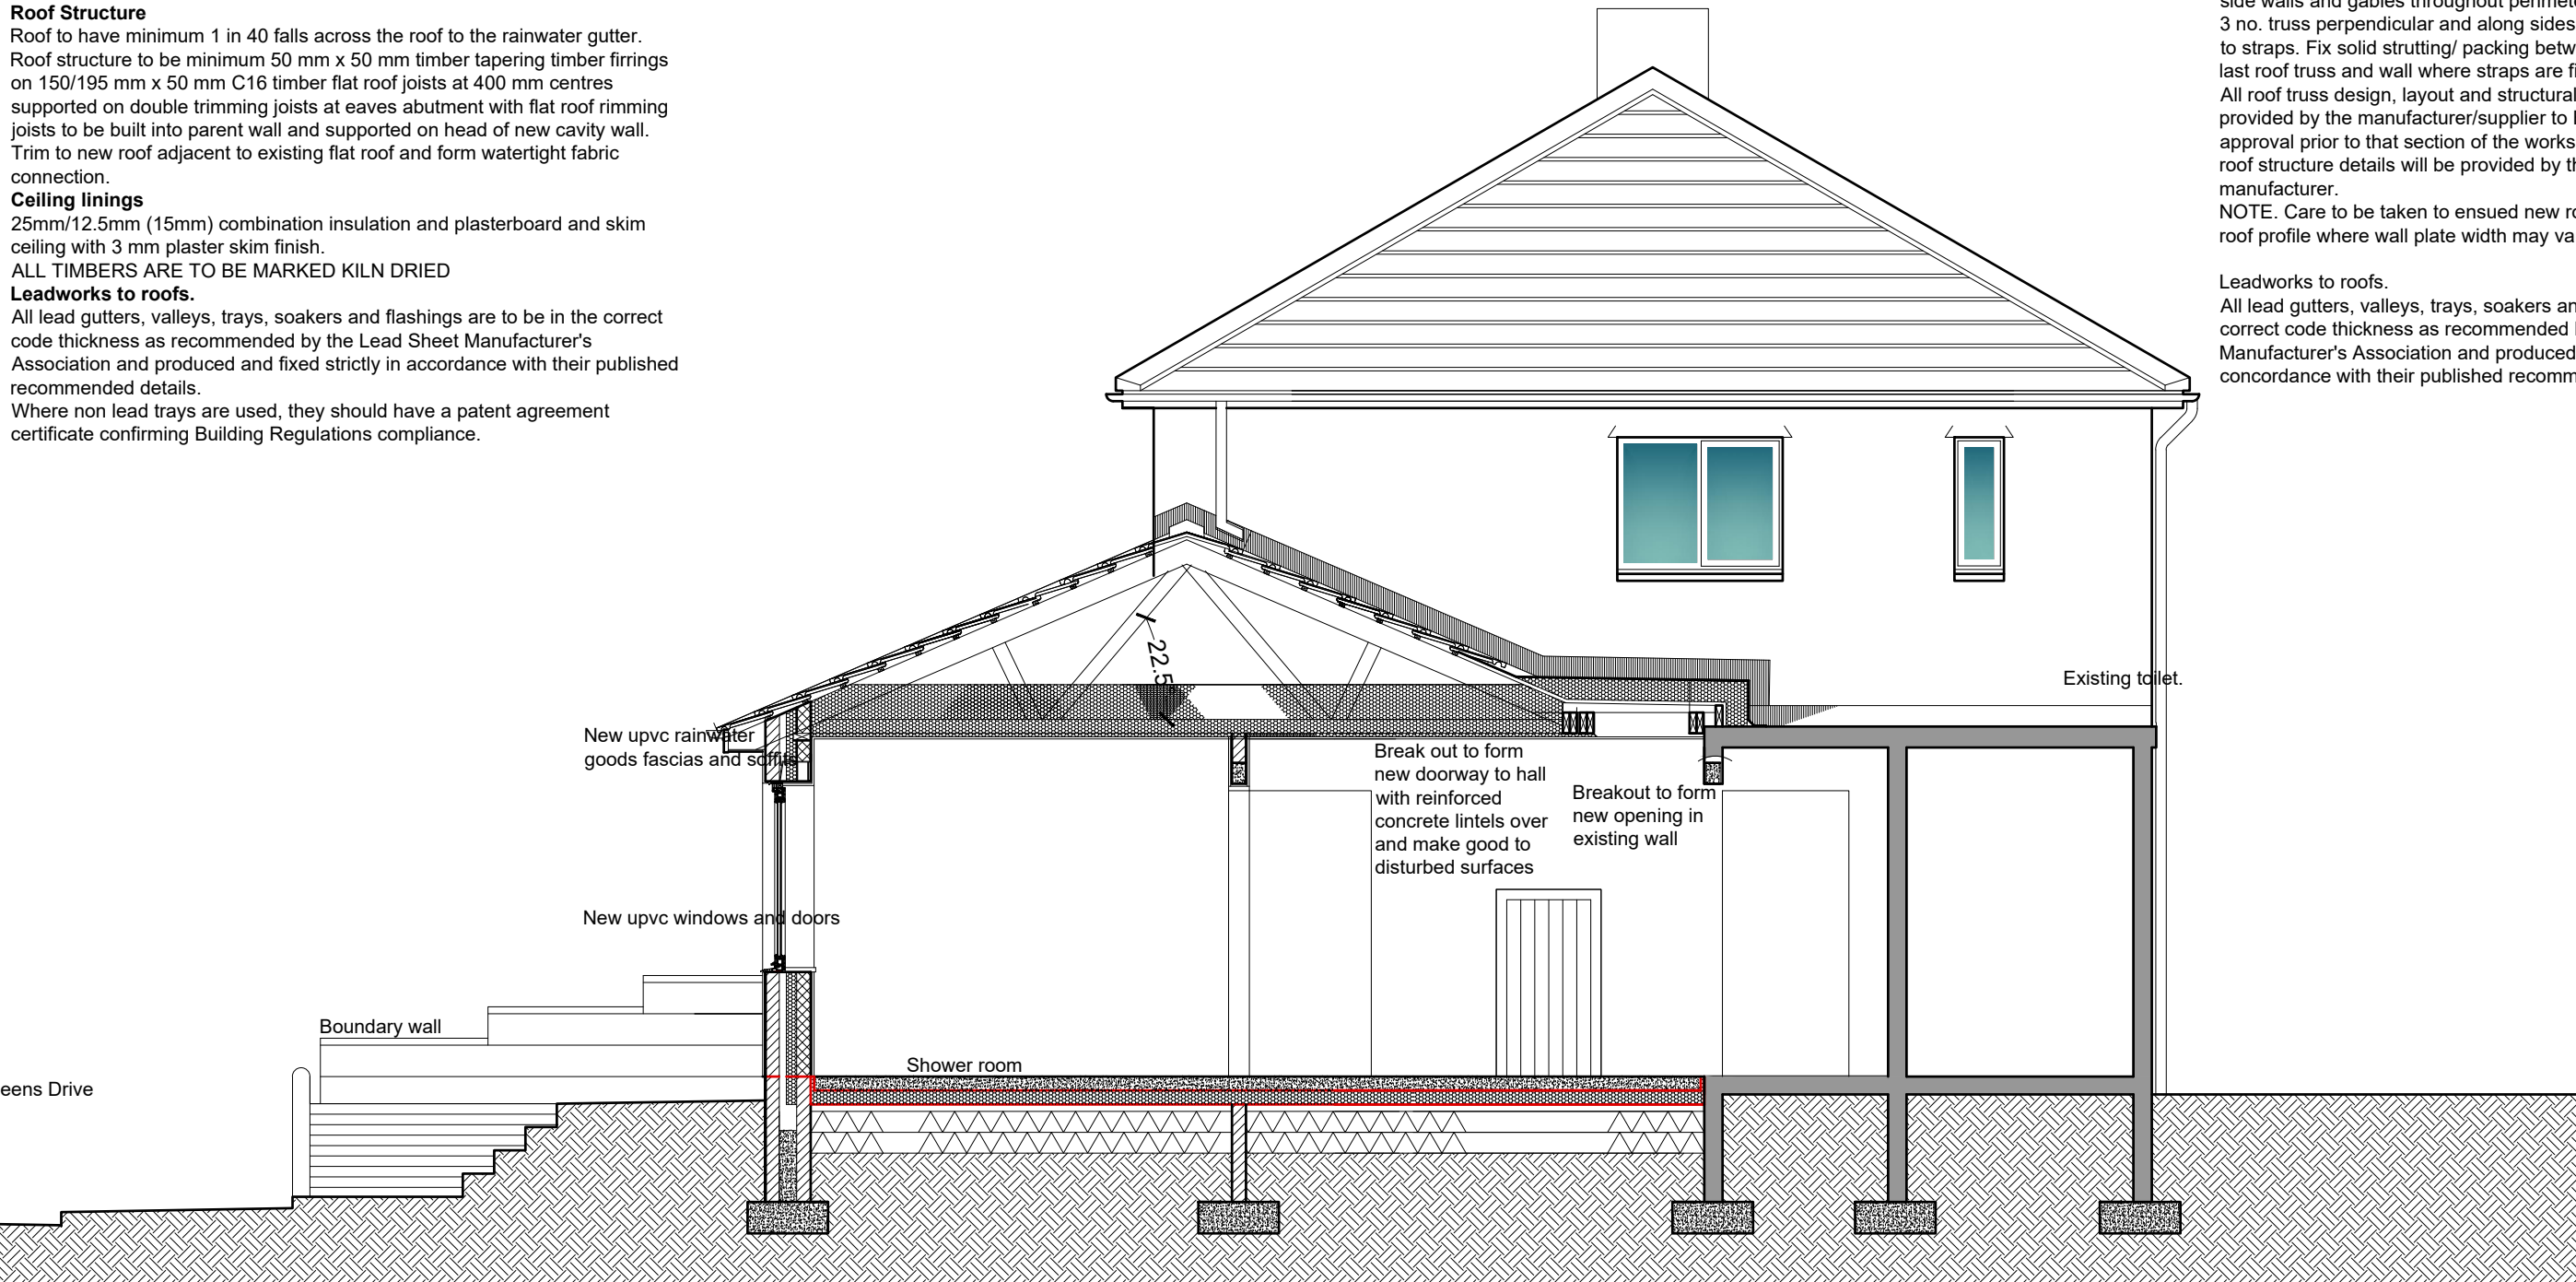 Roof Structure
Roof to have minimum 1 in 40 falls across the roof to the rainwater gutter.
Roof structure to be minimum 50 mm x 50 mm timber tapering timber firrings
on 150/195 mm x 50 mm C16 timber flat roof joists at 400 mm centres
supported on double trimming joists at eaves abutment with flat roof rimming
joists to be built into parent wall and supported on head of new cavity wall.
Trim to new roof adjacent to existing flat roof and form watertight fabric
connection.
Ceiling linings
25mm/12.5mm (15mm) combination insulation and plasterboard and skim
ceiling with 3 mm plaster skim finish.
ALL TIMBERS ARE TO BE MARKED KILN DRIED
Leadworks to roofs.
All lead gutters, valleys, trays, soakers and flashings are to be in the correct
code thickness as recommended by the Lead Sheet Manufacturer's
Association and produced and fixed strictly in accordance with their published
recommended details.
Where non lead trays are used, they should have a patent agreement
certificate confirming Building Regulations compliance.
side walls and gables throughout
3 no. truss perpendicular and along sides
to straps. Fix solid strutting/ packing
last roof truss and wall where straps are
All roof truss design, layout and structural
provided by the manufacturer/supplier to
approval prior to that section of the works
roof structure details will be provided by
manufacturer.
NOTE. Care to be taken to ensued new
roof profile where wall plate width may
Leadworks to roofs.
All lead gutters, valleys, trays, soakers
correct code thickness as recommended
Manufacturer's Association and produced
concordance with their published
22.5
Existing toilet.
New upvc rainwater
goods fascias and soffits
Break out to form
new doorway to hall
with reinforced
concrete lintels over
and make good to
disturbed surfaces
Breakout to form
new opening in
existing wall
New upvc windows and doors
Boundary wall
Shower room
eens Drive